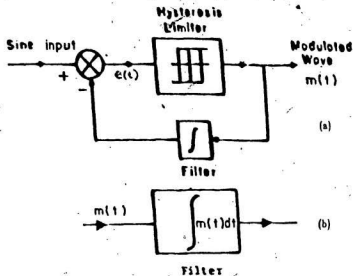 Hysteresis
Limiter
Sine input
Modulated
Wave
m(t)
+
-
e(t)
(a)
∫
Filter
m(t)
∫m(t)dt
(b)
Filter